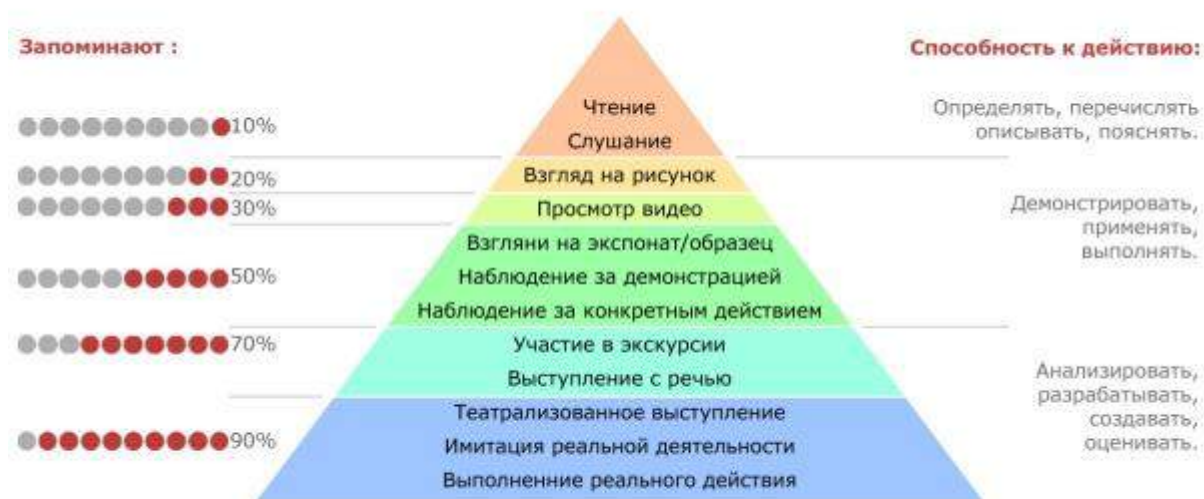 Запоминают :
Способность к действию:
Чтение
Слушание
10%
Определять, перечислять
описывать, пояснять.
Взгляд на рисунок
20%
Просмотр видео
30%
Взгляни на экспонат/образец
Наблюдение за демонстрацией
Наблюдение за конкретным действием
50%
Демонстрировать,
применять,
выполнять.
Участие в экскурсии
Выступление с речью
70%
Театрализованное выступление
Имитация реальной деятельности
Выполненние реального действия
90%
Анализировать,
разрабатывать,
создавать,
оценивать.